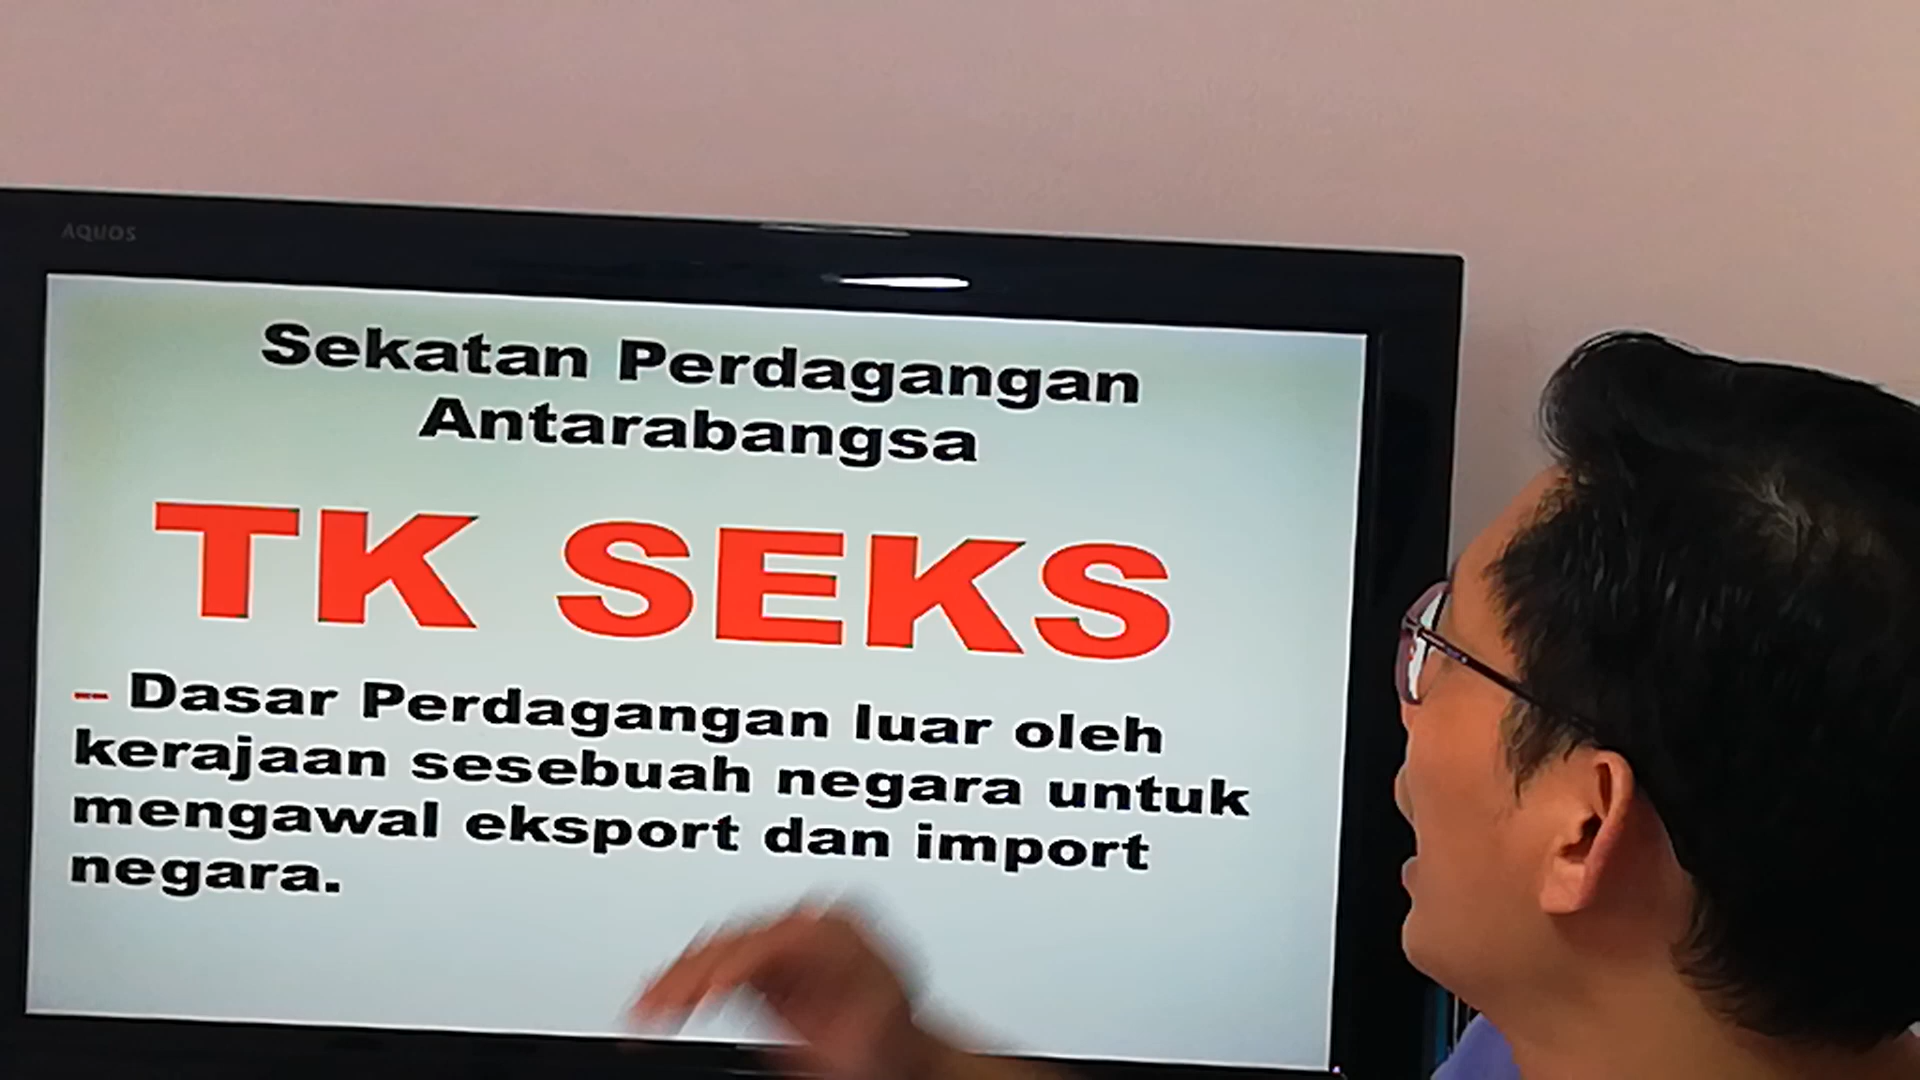 AQUOS
Sekatan Perdagangan
Antarabangsa
TK SEKS
-- Dasar Perdagangan luar oleh
kerajaan sesebuah negara untuk
mengawal eksport dan import
negara.